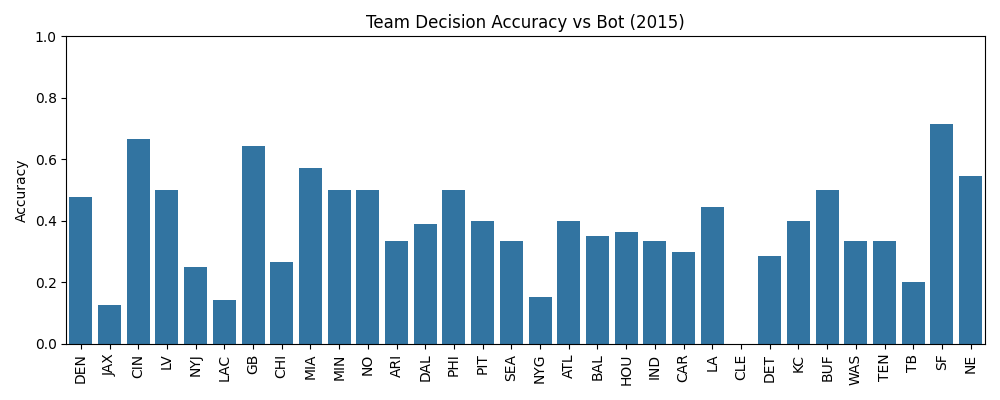 Team Decision Accuracy vs Bot (2015)
Accuracy
1.0
0.8
0.6
0.4
0.2
0.0
DEN
JAX
CIN
LV
NYJ
LAC
GB
CHI
MIA
MIN
NO
ARI
DAL
PHI
PIT
SEA
NYG
ATL
BAL
HOU
IND
CAR
LA
CLE
DET
KC
BUF
WAS
TEN
TB
SF
NE